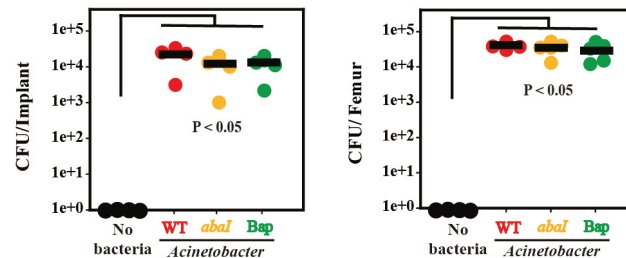 CFU/Implant
1e+5
1e+4
1e+3
1e+2
1e+1
1e+0
P < 0.05
No
bacteria
WT
abaI
Bap
Acinetobacter
CFU/ Femur
1e+5
1e+4
1e+3
1e+2
1e+1
1e+0
P < 0.05
No
bacteria
WT
abaI
Bap
Acinetobacter